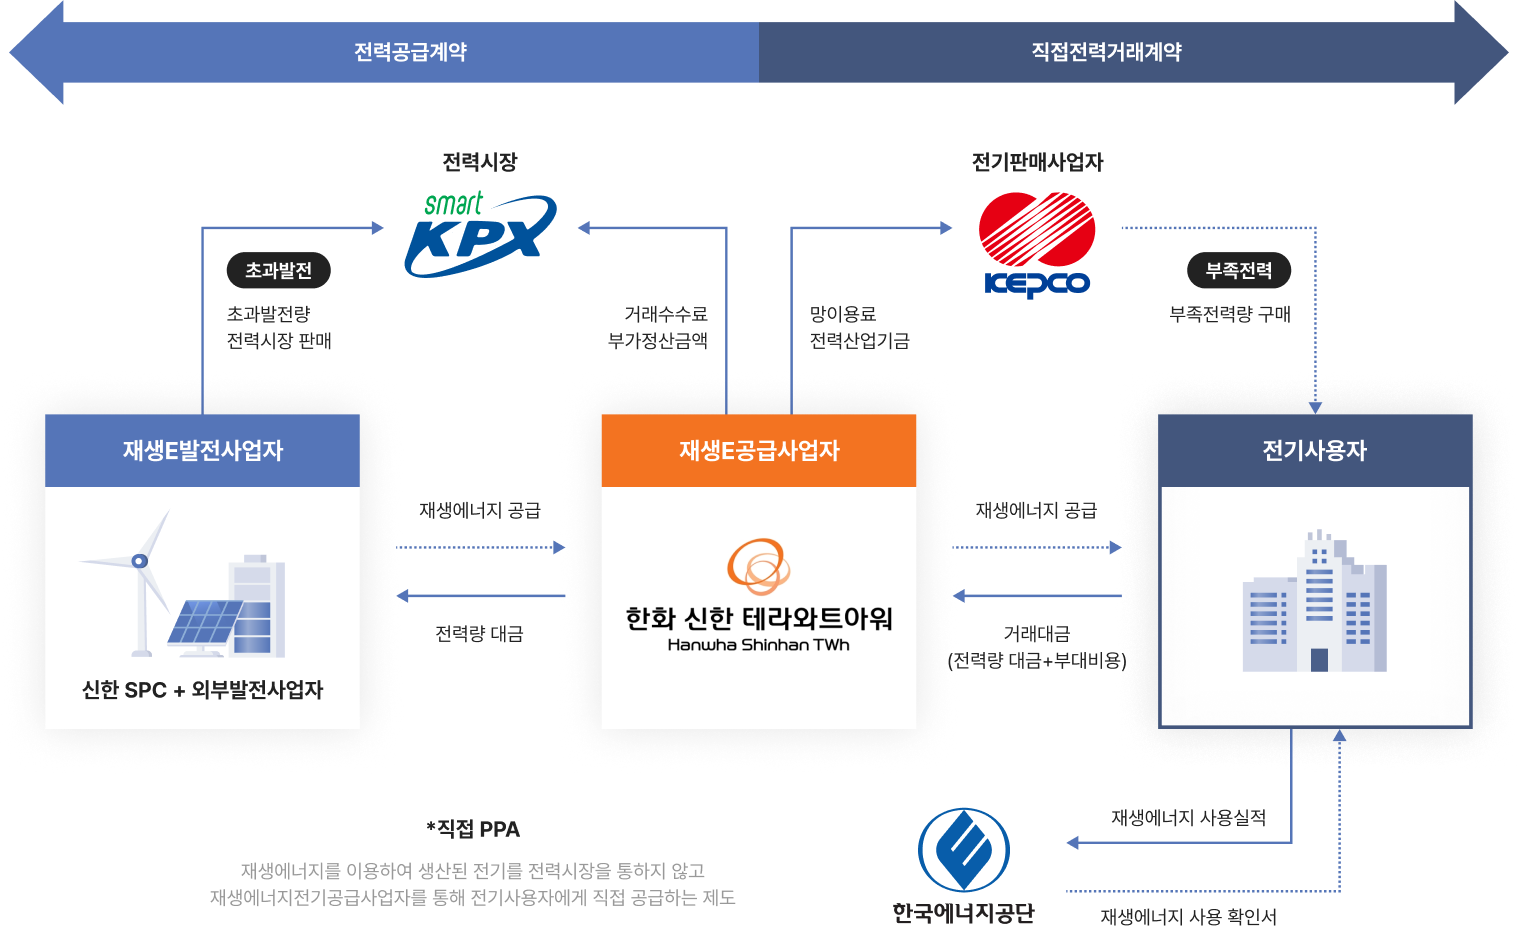 전력공급계약
직접전력거래계약
전력시장
전기판매사업자
smart
KPX
KEPCO
초과발전
초과발전량
전력시장 판매
거래수수료
부가정산금액
망이용료
전력산업기금
부족전력
부족전력량 구매
재생E발전사업자
재생E공급사업자
전기사용자
재생에너지 공급
전력량 대금
재생에너지 공급
거래대금
(전력량 대금+부대비용)
한화 신한 테라와트아워
Hanwha Shinhan TWh
신한 SPC + 외부발전사업자
*직접 PPA
재생에너지를 이용하여 생산된 전기를 전력시장을 통하지 않고
재생에너지전기공급사업자를 통해 전기사용자에게 직접 공급하는 제도
재생에너지 사용실적
한국에너지공단
재생에너지 사용 확인서